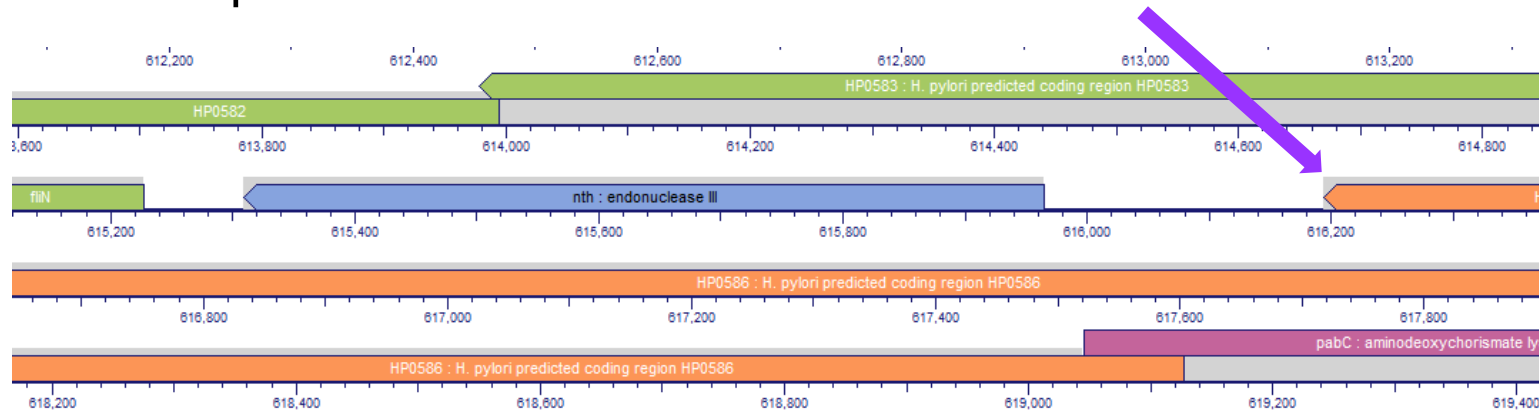 612,200 612,400 612,600 612,800 613,000 613,200
HP0583 : H. pylori predicted coding region HP0583
HP0582
613,800 614,000 614,200 614,400 614,600 614,800
fliN nth : endonuclease III
615,200 615,400 615,600 615,800 616,000 616,200
HP0586 : H. pylori predicted coding region HP0586
616,800 617,000 617,200 617,400 617,600 617,800
pabC : aminodeoxychorismate ly
HP0586 : H. pylori predicted coding region HP0586
618,200 618,400 618,600 618,800 619,000 619,200 619,400